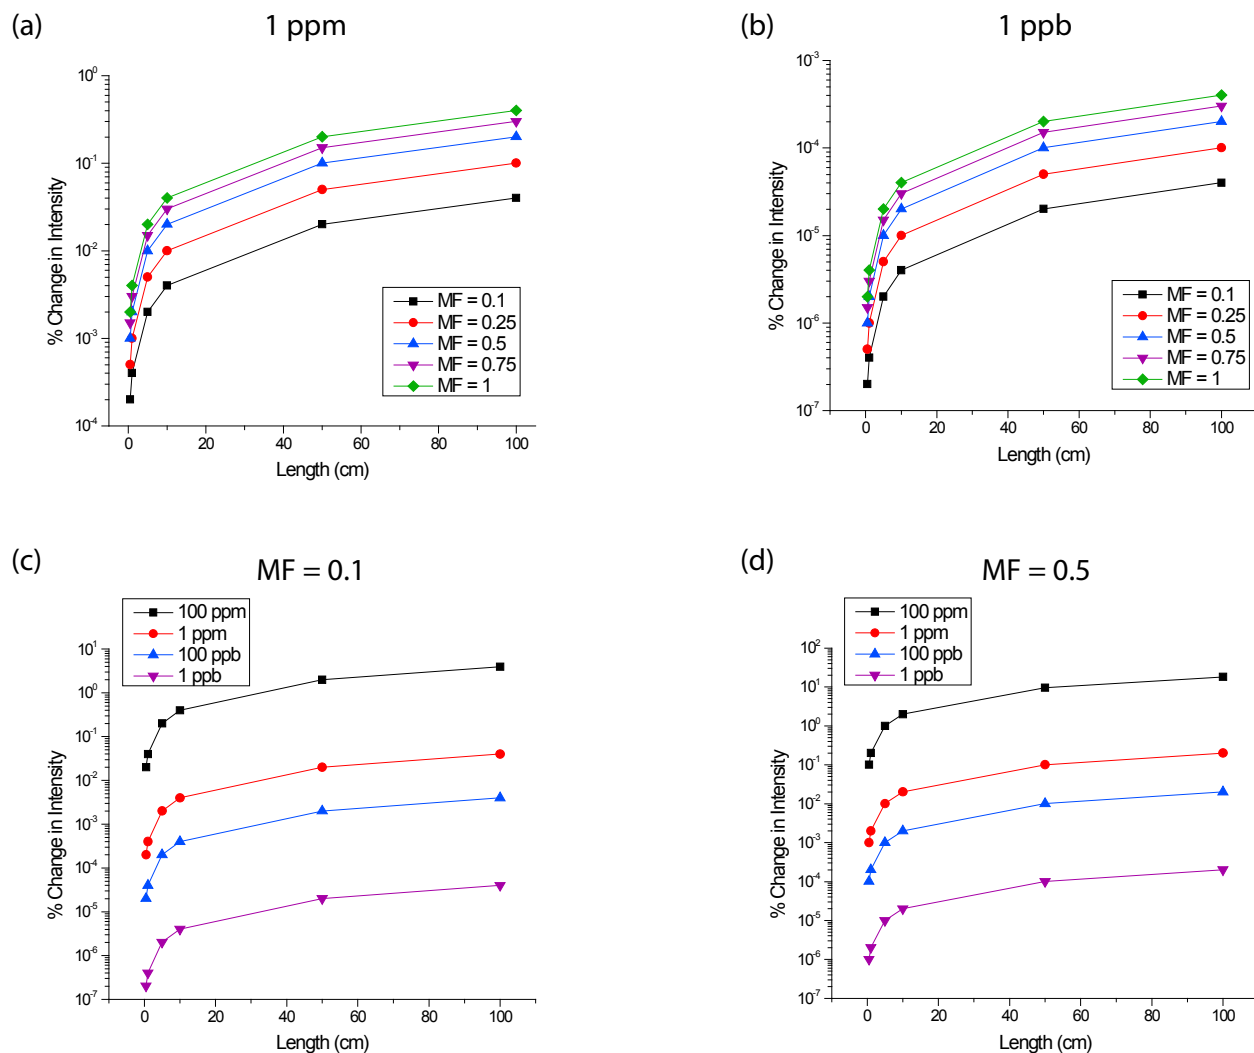 (a)
1 ppm
10^0
10^-1
10^-2
10^-3
10^-4
% Change in Intensity
MF = 0.1
MF = 0.25
MF = 0.5
MF = 0.75
MF = 1
0 20 40 60 80 100
Length (cm)
(b)
1 ppb
10^-3
10^-4
10^-5
10^-6
10^-7
% Change in Intensity
MF = 0.1
MF = 0.25
MF = 0.5
MF = 0.75
MF = 1
0 20 40 60 80 100
Length (cm)
(c)
MF = 0.1
100 ppm
1 ppm
100 ppb
1 ppb
10^1
10^0
10^-1
10^-2
10^-3
10^-4
10^-5
10^-6
10^-7
% Change in Intensity
0 20 40 60 80 100
Length (cm)
(d)
MF = 0.5
100 ppm
1 ppm
100 ppb
1 ppb
10^2
10^1
10^0
10^-1
10^-2
10^-3
10^-4
10^-5
10^-6
10^-7
% Change in Intensity
0 20 40 60 80 100
Length (cm)